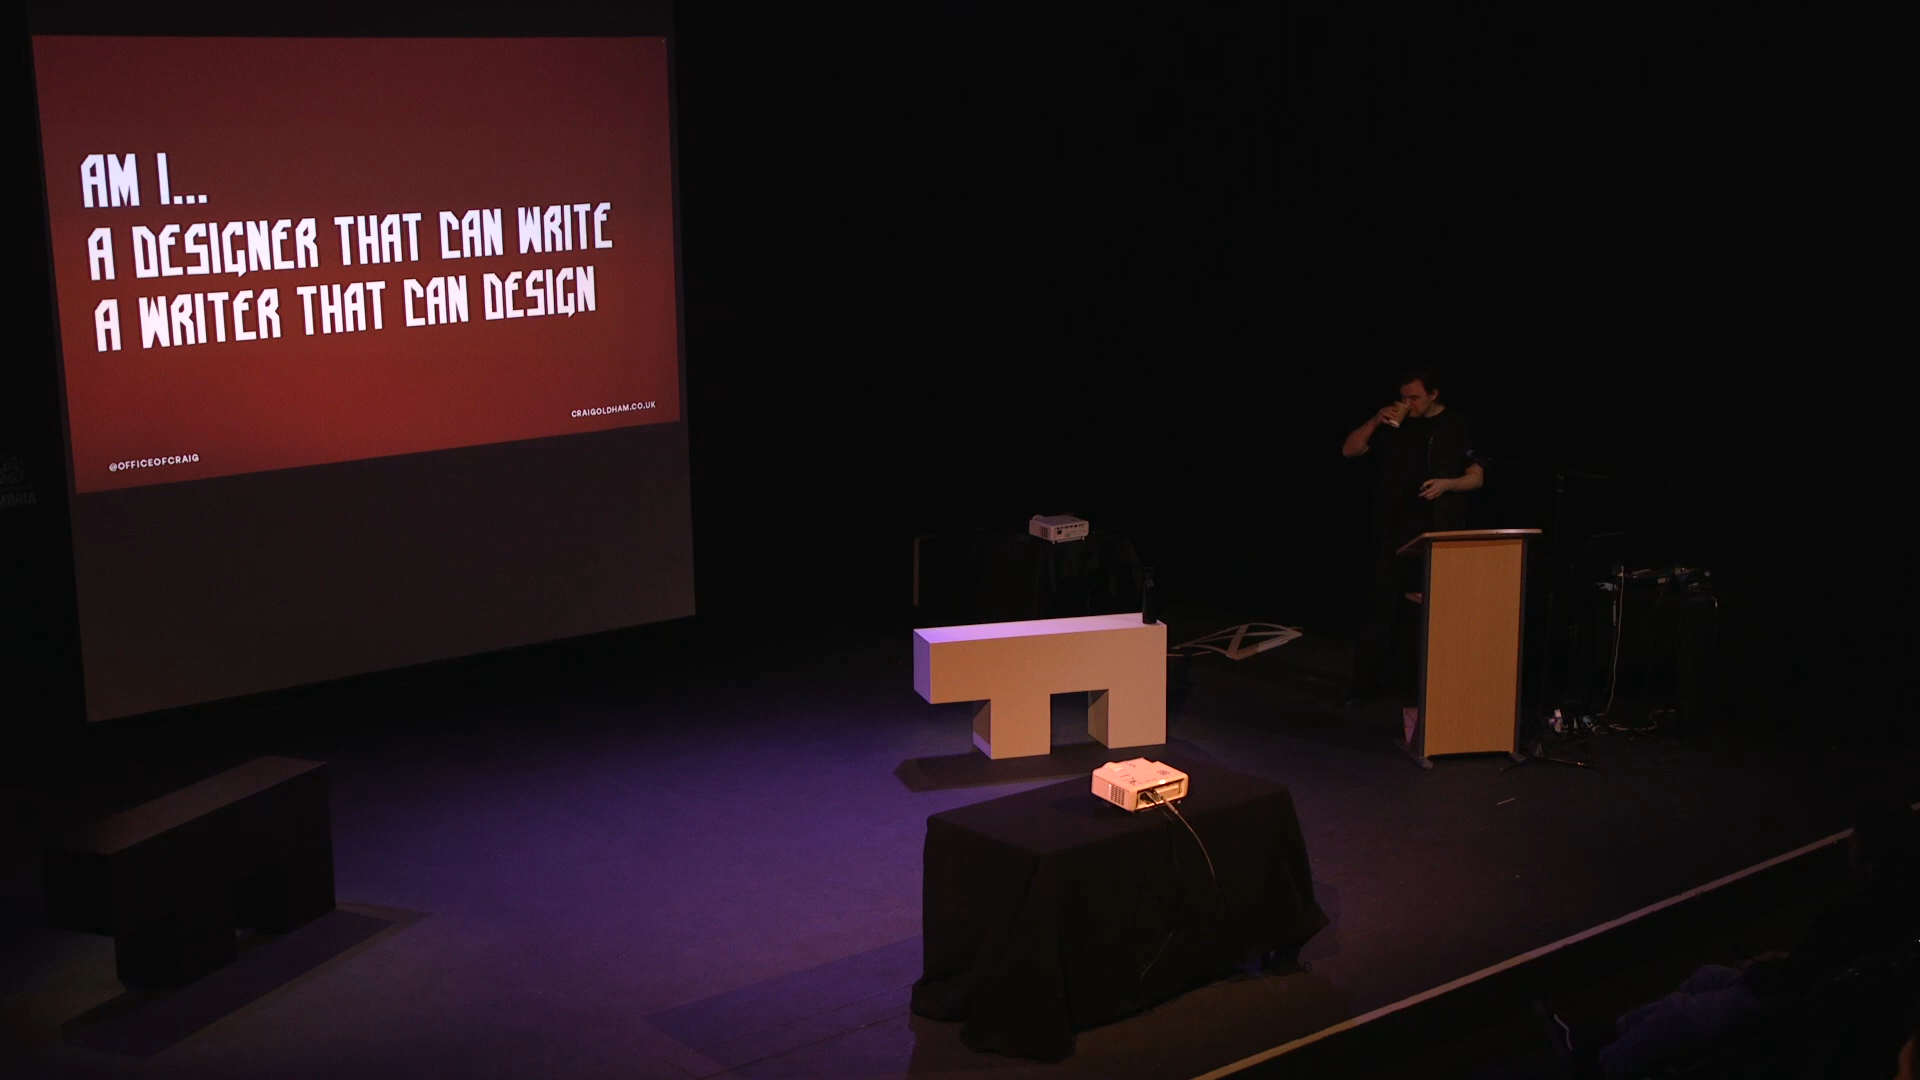 AM I...
A DESIGNER THAT CAN WRITE
A WRITER THAT CAN DESIGN
CRAIGOLDHAM.CO.UK
@OFFICEOFCRAIG